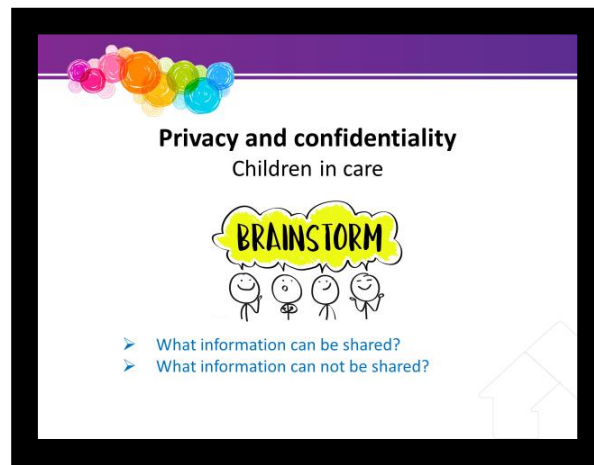 Privacy and confidentiality
Children in care
BRAINSTORM
What information can be shared?
What information can not be shared?